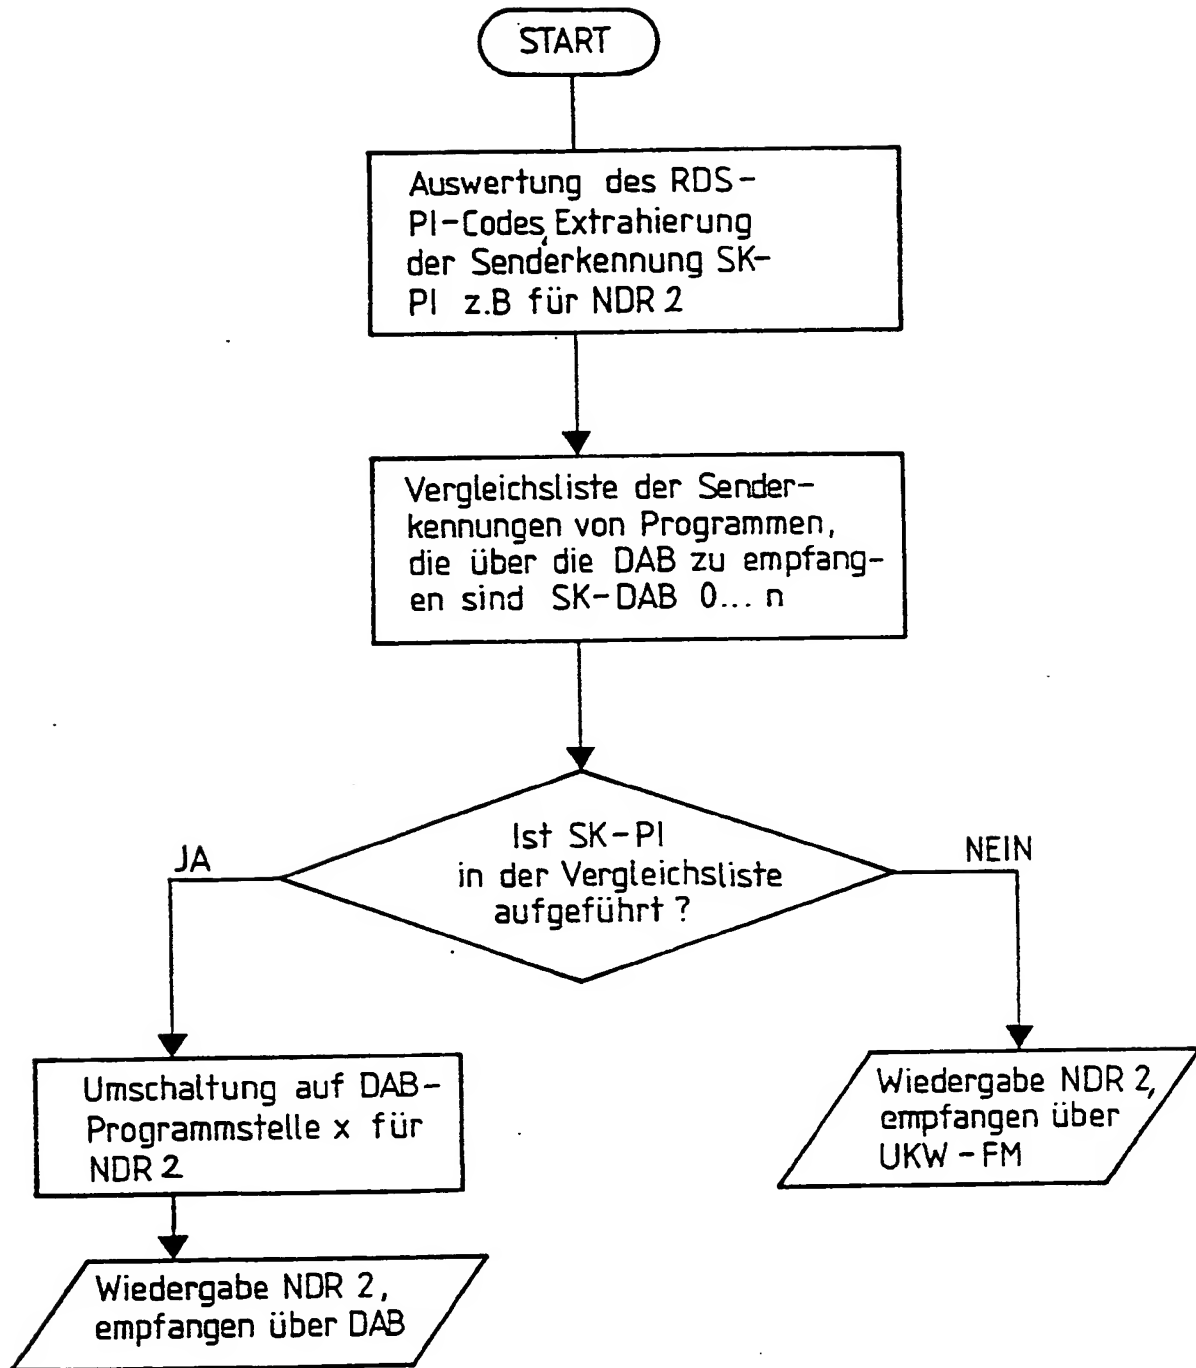 START
Auswertung des RDS-
PI-Codes, Extrahierung
der Senderkennung SK-
PI z.B für NDR 2
Vergleichsliste der Sender-
kennungen von Programmen,
die über die DAB zu empfang-
en sind SK-DAB 0... n
Ist SK-PI
in der Vergleichsliste
aufgeführt ?
JA
NEIN
Umschaltung auf DAB-
Programmstelle x für
NDR 2
Wiedergabe NDR 2,
empfangen über
UKW-FM
Wiedergabe NDR 2,
empfangen über DAB